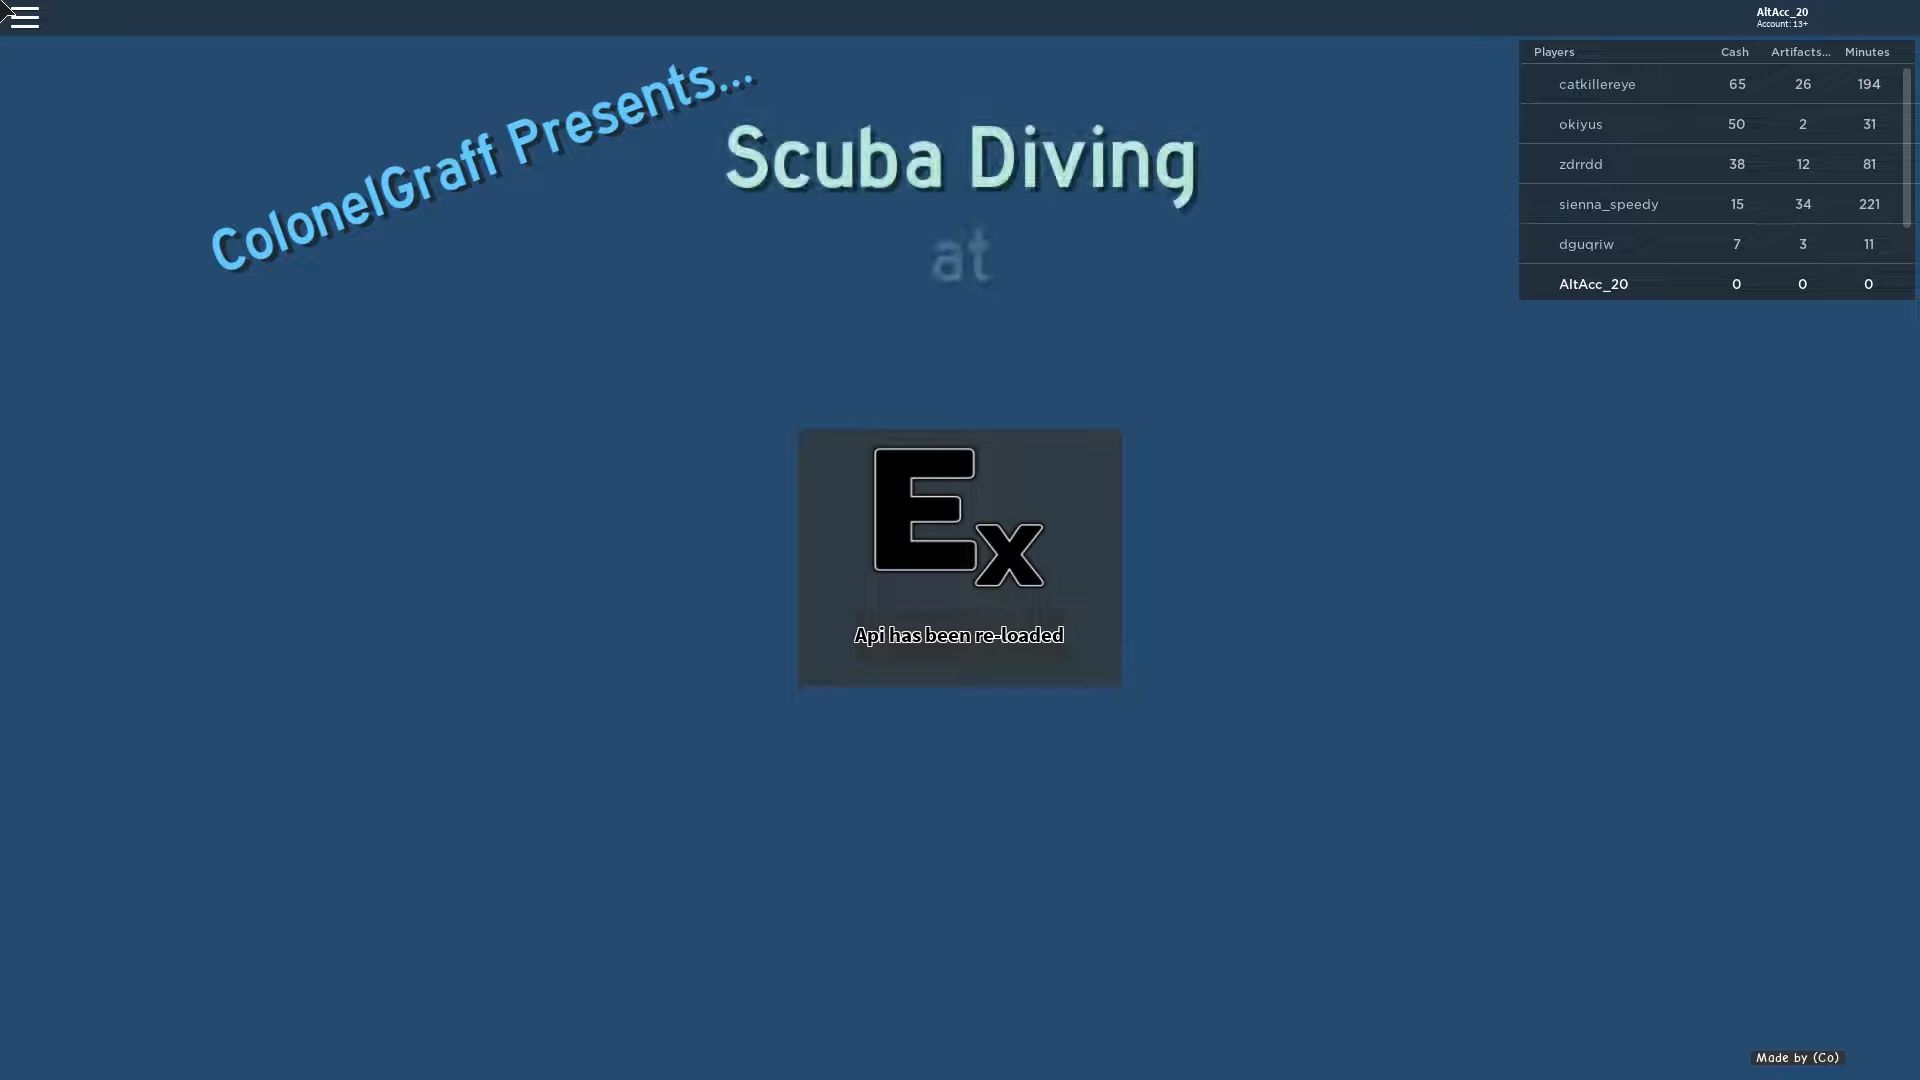 AltAcc_20
Account: 13+
Players Cash Artifacts... Minutes
catkillereye 65 26 194
okiyus 50 2 31
zdrrdd 38 12 81
sienna_speedy 15 34 221
dguqriw 7 3 11
AltAcc_20 0 0 0
ColonelGraff Presents...
Scuba Diving
at
Ex
Api has been re-loaded
Made by (Co)